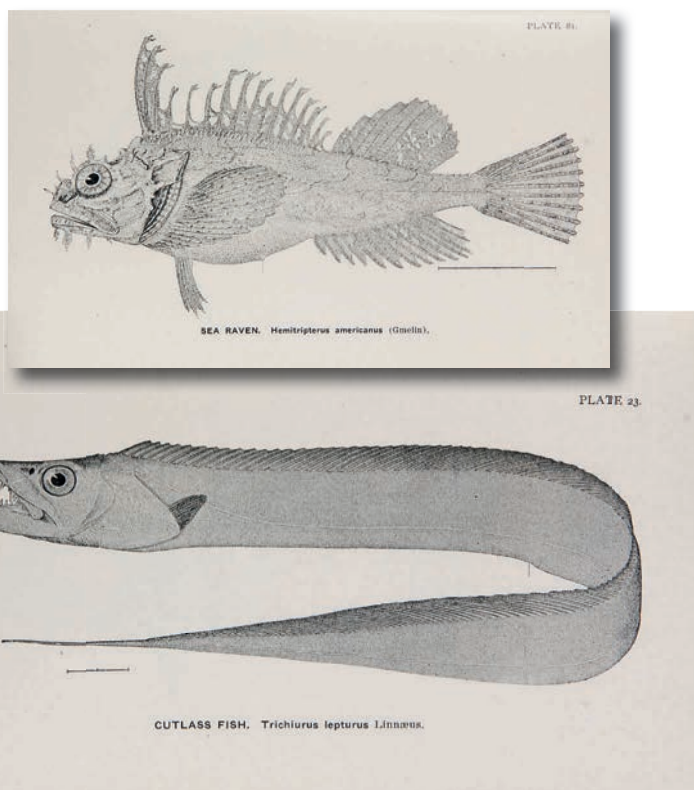 PLATE 81.
SEA RAVEN. Hemitripterus americanus (Gmelin).
PLATE 23.
CUTLASS FISH. Trichiurus lepturus Linnæus.